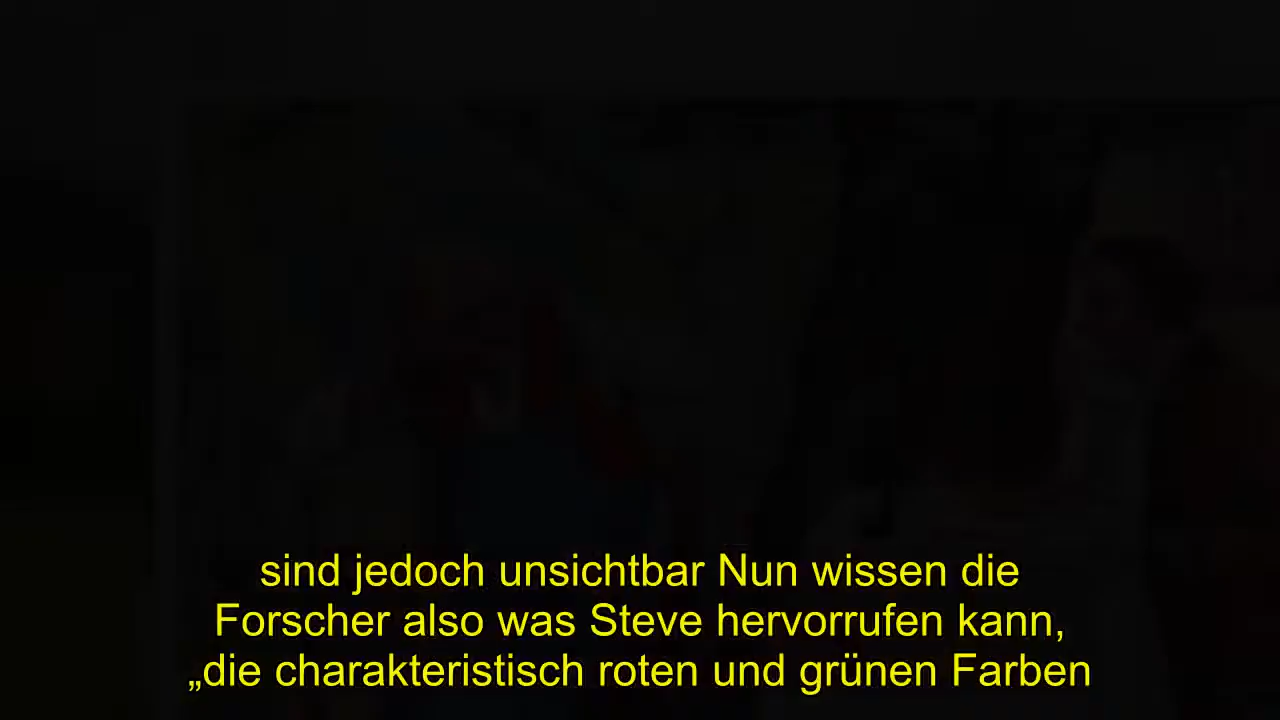 sind jedoch unsichtbar Nun wissen die
Forscher also was Steve hervorrufen kann,
„die charakteristisch roten und grünen Farben